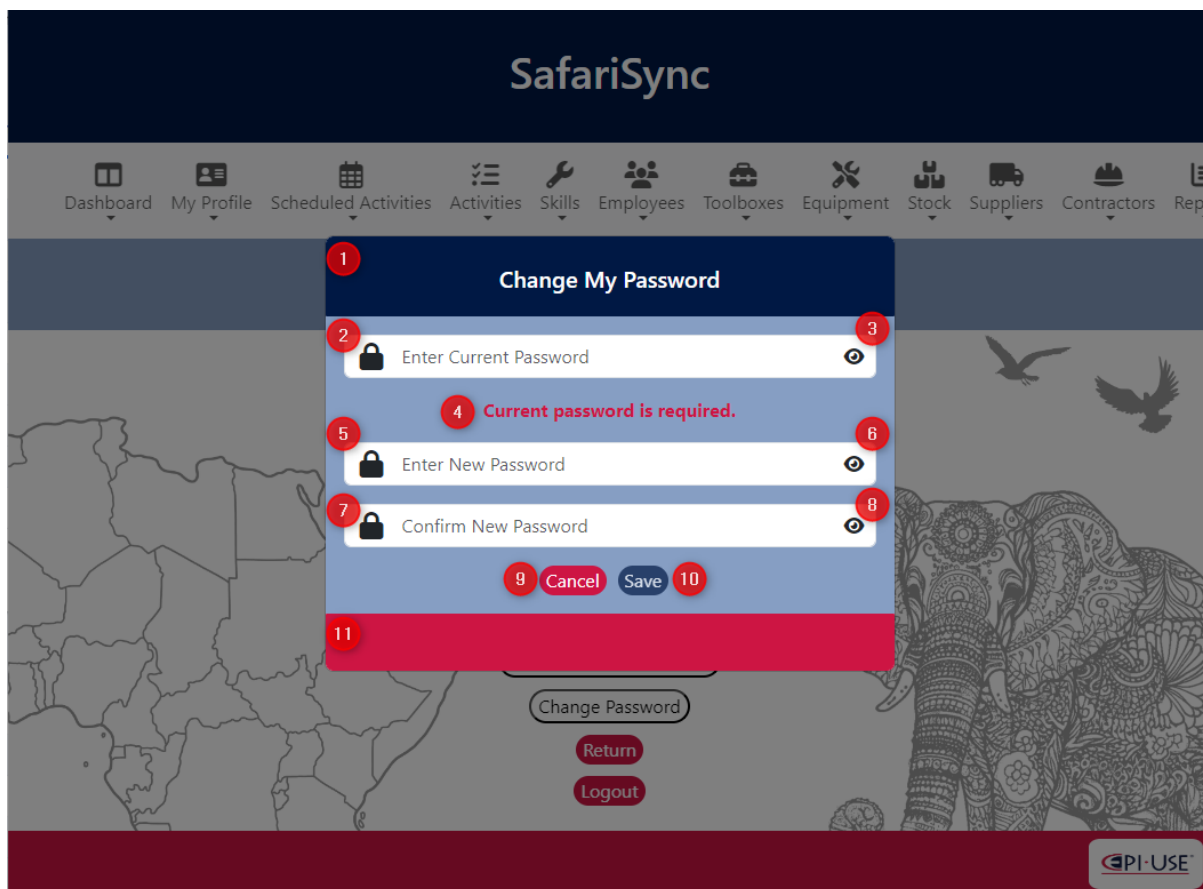 SafariSync
Dashboard My Profile Scheduled Activities Activities Skills Employees Toolboxes Equipment Stock Suppliers Contractors Rep
1
Change My Password
2
3
Enter Current Password
4 Current password is required.
5
6
Enter New Password
7
8
Confirm New Password
9 Cancel Save 10
11
Change Password
Return
Logout
EPI-USE